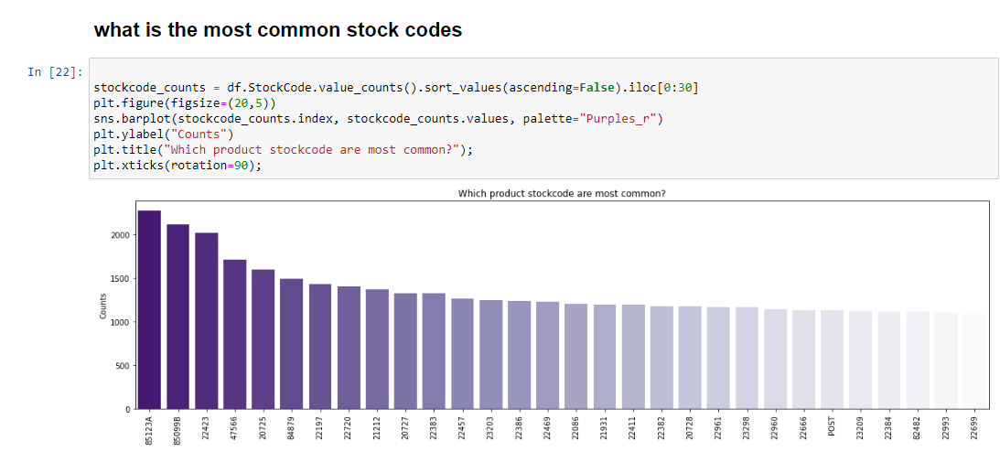 what is the most common stock codes
In [22]:
stockcode_counts = df.StockCode.value_counts().sort_values(ascending=False).iloc[0:30]
plt.figure(figsize=(20,5))
sns.barplot(stockcode_counts.index, stockcode_counts.values, palette="Purples_r")
plt.ylabel("Counts")
plt.title("Which product stockcode are most common?");
plt.xticks(rotation=90);
Which product stockcode are most common?
Counts
2000
1500
1000
500
0
85123A
85099B
22423
47566
20725
84879
22197
22720
21212
20727
22383
22457
23203
22386
22469
22086
21931
22411
22382
20728
22961
23298
22960
22666
POST
23209
22384
82482
22993
22699